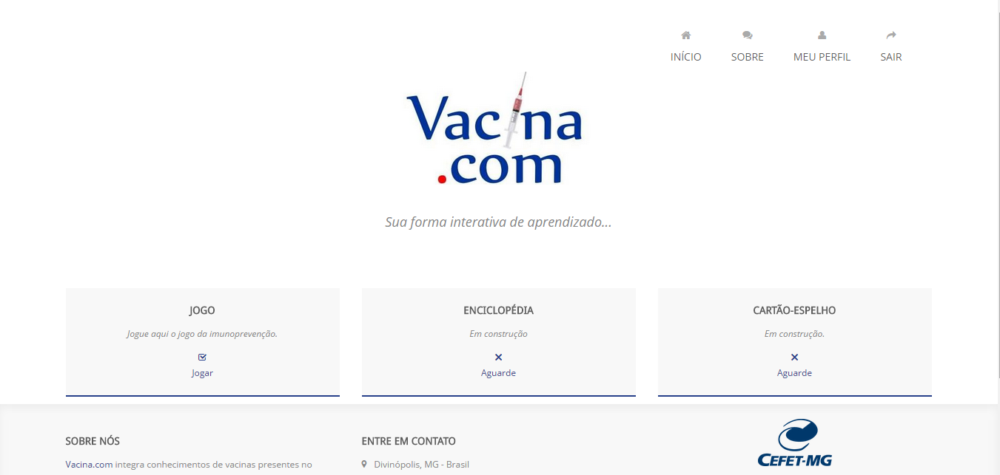 INÍCIO SOBRE MEU PERFIL SAIR
Vacina
.com
Sua forma interativa de aprendizado...
JOGO
Jogue aqui o jogo da imunoprevenção.
Jogar
ENCICLOPÉDIA
Em construção
Aguarde
CARTÃO-ESPELHO
Em construção.
Aguarde
SOBRE NÓS
Vacina.com integra conhecimentos de vacinas presentes no
ENTRE EM CONTATO
Divinópolis, MG - Brasil
CEFET-MG